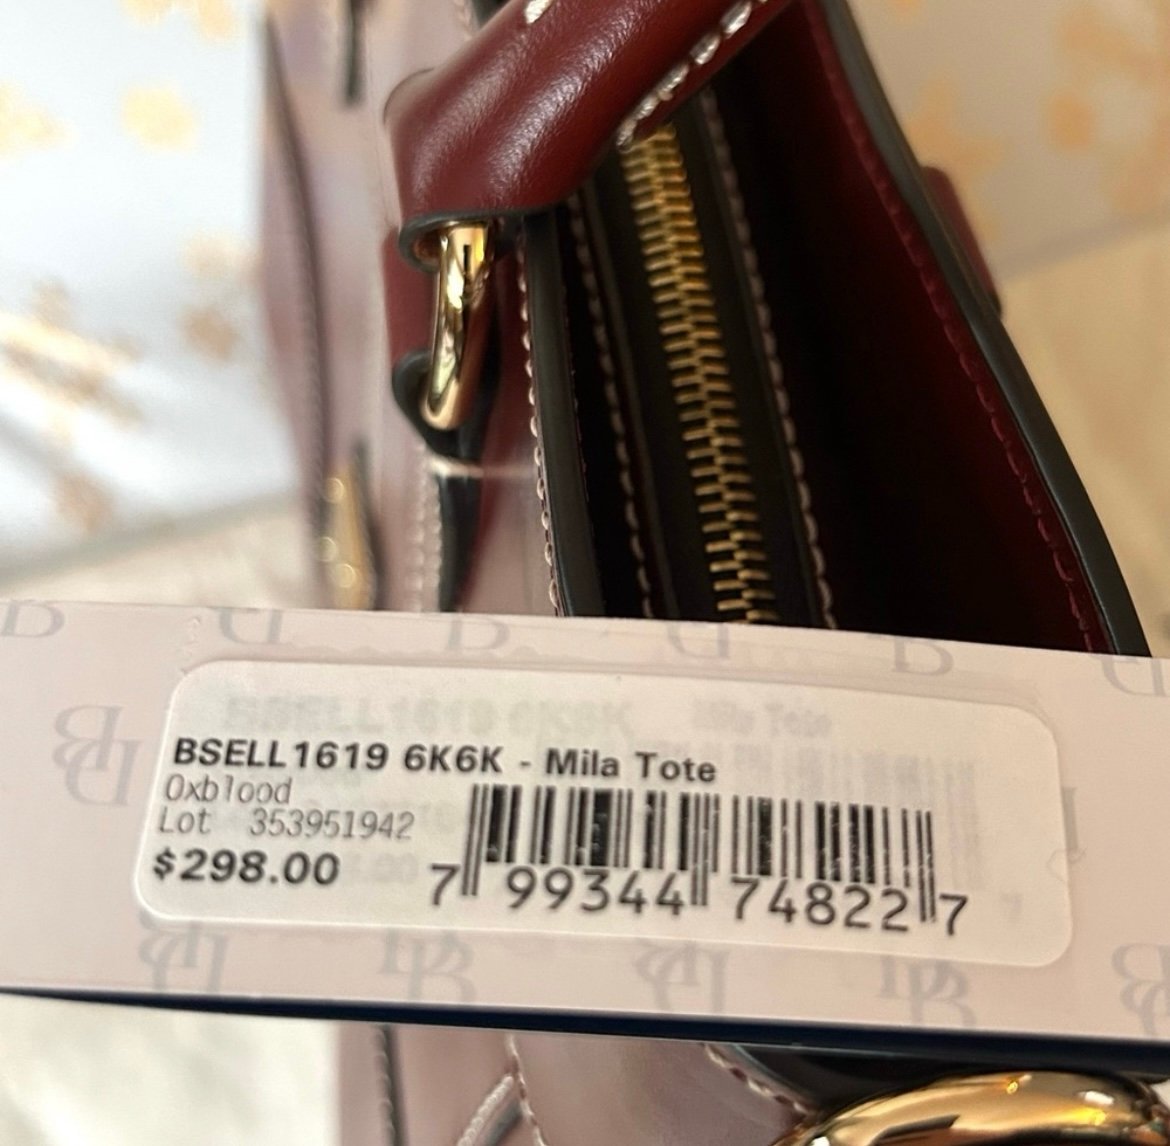 BSELL1619 6K6K - Mila Tote
Oxblood
Lot 353951942
$298.00
7 99344 74822 7